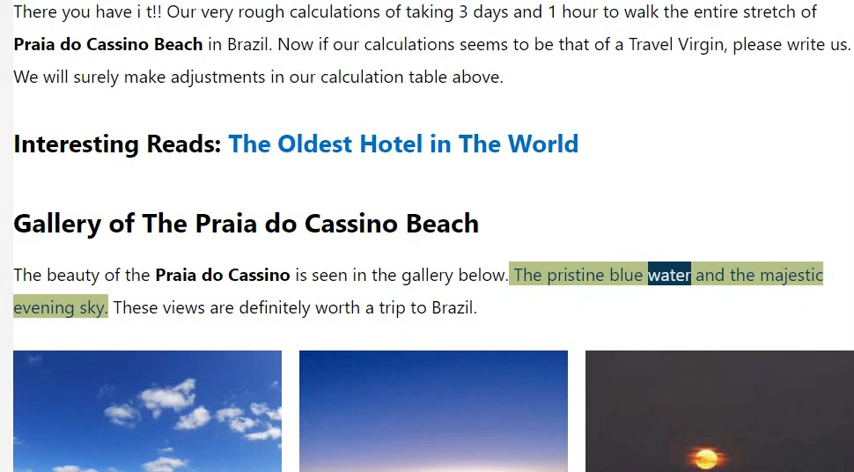 There you have i t!! Our very rough calculations of taking 3 days and 1 hour to walk the entire stretch of
Praia do Cassino Beach in Brazil. Now if our calculations seems to be that of a Travel Virgin, please write us.
We will surely make adjustments in our calculation table above.
Interesting Reads: The Oldest Hotel in The World
Gallery of The Praia do Cassino Beach
The beauty of the Praia do Cassino is seen in the gallery below. The pristine blue water and the majestic
evening sky. These views are definitely worth a trip to Brazil.